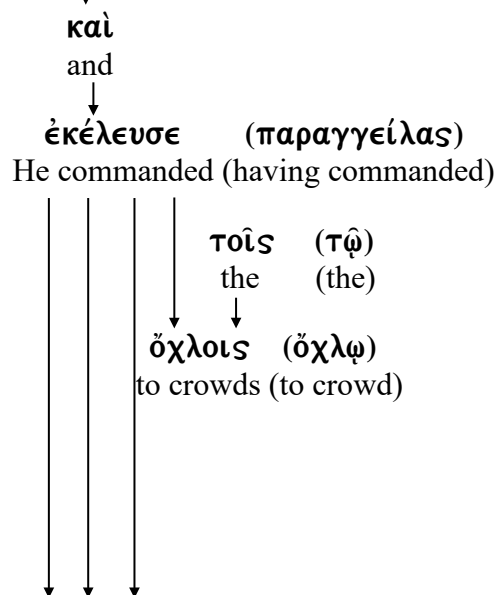 καὶ
and
ἐκέλευσε (παραγγείλας)
He commanded (having commanded)
τοῖς (τῷ)
the (the)
ὄχλοις (ὄχλῳ)
to crowds (to crowd)